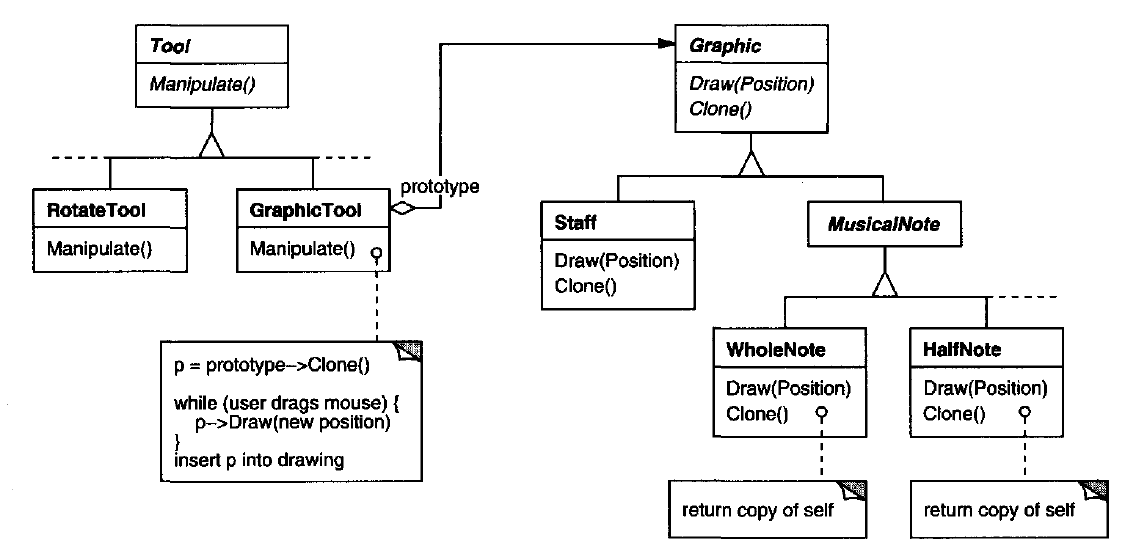 Tool
Manipulate()
RotateTool
Manipulate()
GraphicTool
Manipulate()
prototype
p = prototype–>Clone()
while (user drags mouse) {
p–>Draw(new position)
}
insert p into drawing
Graphic
Draw(Position)
Clone()
Staff
Draw(Position)
Clone()
MusicalNote
WholeNote
Draw(Position)
Clone()
return copy of self
HalfNote
Draw(Position)
Clone()
return copy of self